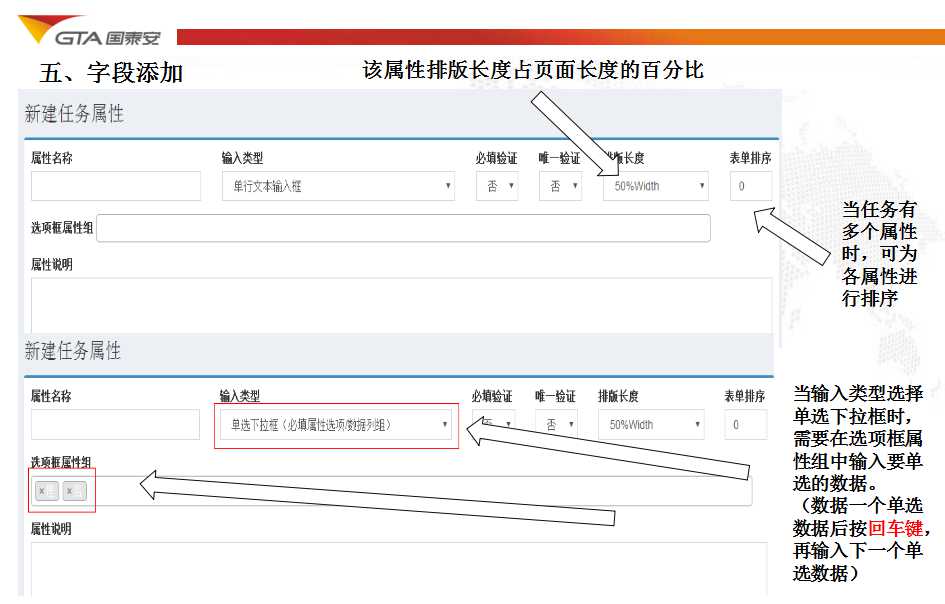 GTA 国泰安
五、字段添加
该属性排版长度占页面长度的百分比
新建任务属性
属性名称 输入类型 必填验证 唯一验证 排版长度 表单排序
单行文本输入框 否 否 50%Width 0
选项框属性组
属性说明
当任务有
多个属性
时，可为
各属性进
行排序
新建任务属性
属性名称 输入类型 必填验证 唯一验证 排版长度 表单排序
单选下拉框（必填属性选项/数据列组） 否 否 50%Width 0
选项框属性组
x x
属性说明
当输入类型选择
单选下拉框时，
需要在选项框属
性组中输入要单
选的数据。
（数据一个单选
数据后按回车键，
再输入下一个单
选数据）